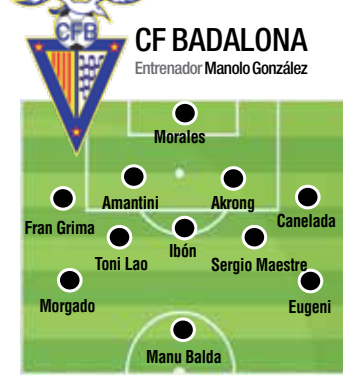 CFB
CF BADALONA
Entrenador Manolo González
Morales
Amantini
Akrong
Fran Grima
Canelada
Ibón
Toni Lao
Sergio Maestre
Morgado
Eugeni
Manu Balda